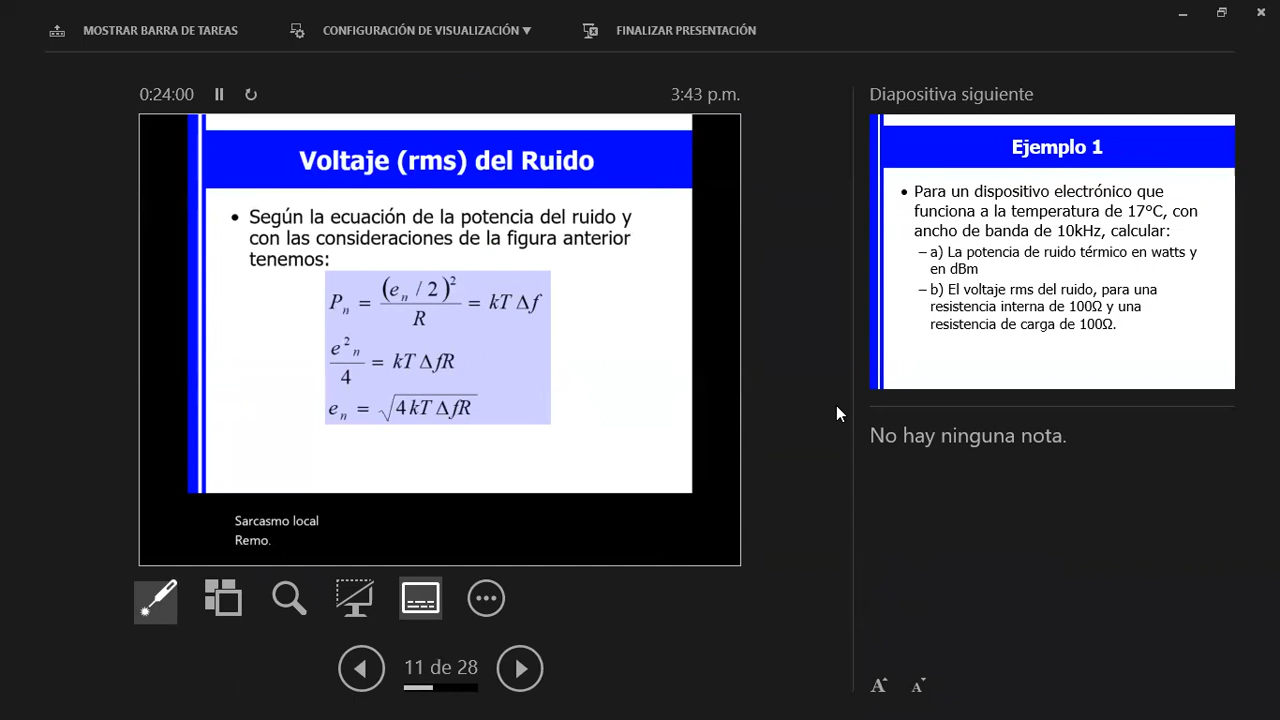 MOSTRAR BARRA DE TAREAS
CONFIGURACIÓN DE VISUALIZACIÓN ▼
FINALIZAR PRESENTACIÓN
0:24:00
3:43 p.m.
Voltaje (rms) del Ruido
• Según la ecuación de la potencia del ruido y
con las consideraciones de la figura anterior
tenemos:
Pₙ = (eₙ / 2)² / R = kT Δf
e²ₙ / 4 = kT ΔfR
eₙ = √(4kT ΔfR)
Sarcasmo local
Remo.
11 de 28
Diapositiva siguiente
Ejemplo 1
• Para un dispositivo electrónico que
funciona a la temperatura de 17°C, con
ancho de banda de 10kHz, calcular:
– a) La potencia de ruido térmico en watts y
en dBm
– b) El voltaje rms del ruido, para una
resistencia interna de 100Ω y una
resistencia de carga de 100Ω.
No hay ninguna nota.
A A